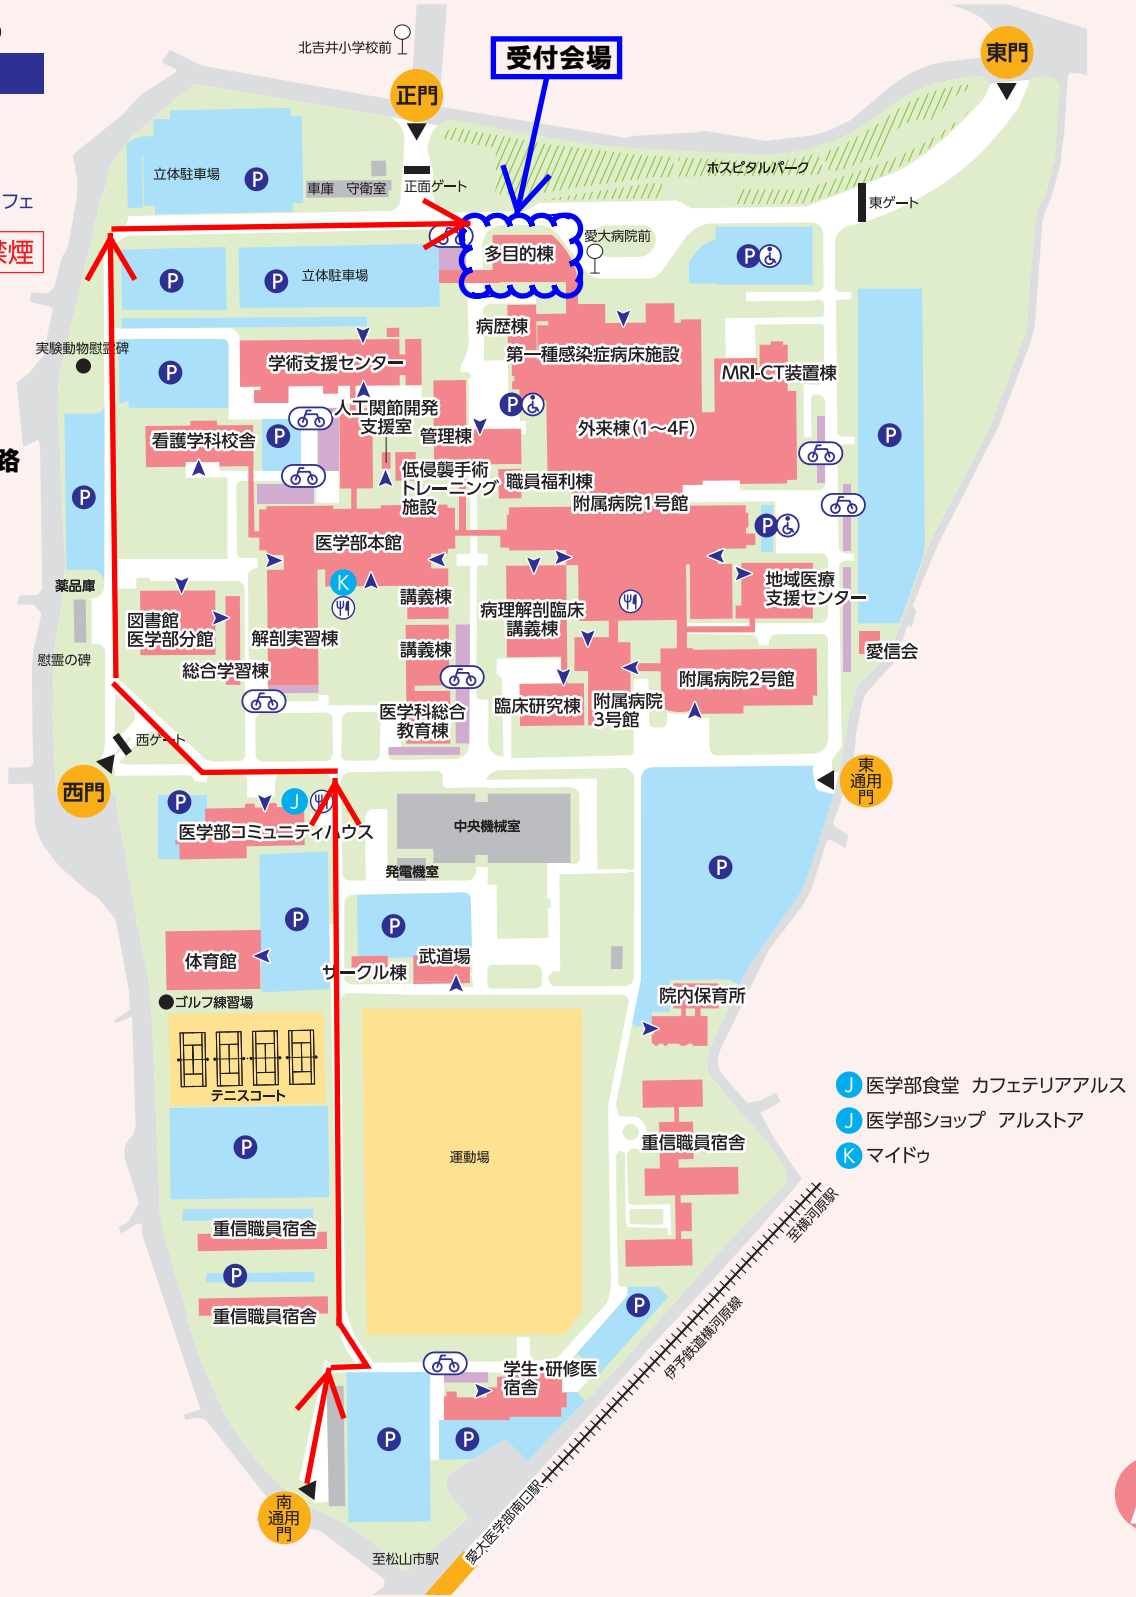 北吉井小学校前
受付会場
東門
正門
立体駐車場
P
車庫 守衛室
正面ゲート
ホスピタルパーク
東ゲート
フェ
禁煙
多目的棟
愛大病院前
P
P
立体駐車場
P
病歴棟
実験動物慰霊碑
学術支援センター
第一種感染症病床施設
MRI-CT装置棟
P
人工関節開発
支援室
P
管理棟
外来棟(1〜4F)
看護学科校舎
P
P
路
低侵襲手術
トレーニング
施設
職員福利棟
P
附属病院1号館
P
医学部本館
薬品庫
K
講義棟
地域医療
支援センター
図書館
医学部分館
解剖実習棟
病理解剖臨床
講義棟
慰霊の碑
総合学習棟
講義棟
愛信会
附属病院2号館
医学科総合
教育棟
臨床研究棟
附属病院
3号館
西ゲート
西門
東
通用
門
P
J
医学部コミュニティハウス
中央機械室
発電機室
P
P
P
体育館
武道場
サークル棟
ゴルフ練習場
院内保育所
テニスコート
J 医学部食堂 カフェテリアアルス
J 医学部ショップ アルストア
K マイドゥ
P
運動場
重信職員宿舎
至横河原駅
重信職員宿舎
P
重信職員宿舎
P
伊予鉄道横河原線
学生・研修医
宿舎
P
P
南
通用
門
愛大医学部南口駅
至松山市駅